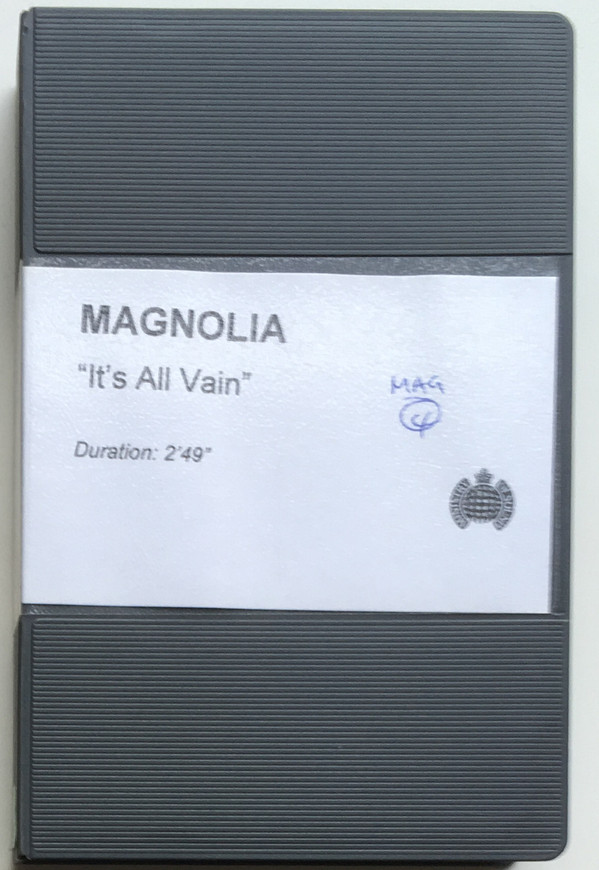 MAGNOLIA
"It's All Vain"
MAG
4
Duration: 2'49"